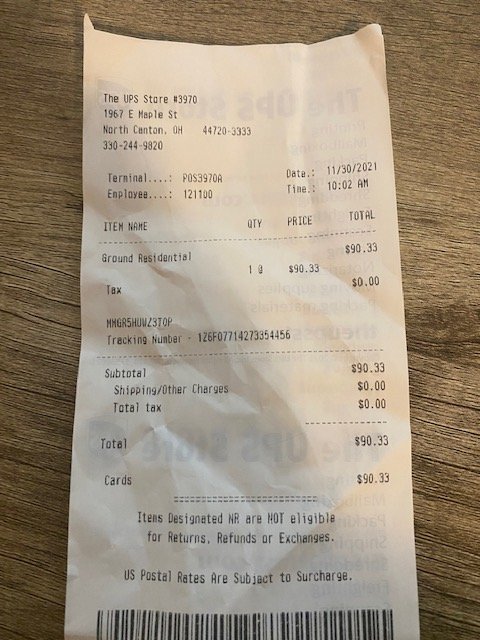 The UPS Store #3970
1967 E Maple St
North Canton, OH 44720-3333
330-244-9820
Terminal....: POS3970A Date.: 11/30/2021
Employee....: 121100 Time.: 10:02 AM
ITEM NAME QTY PRICE TOTAL
Ground Residential $90.33
1 @ $90.33
Tax $0.00
MMGR5HUWZ3TOP
Tracking Number - 1Z6F07714273354456
Subtotal $90.33
Shipping/Other Charges $0.00
Total tax $0.00
Total $90.33
Cards $90.33
Items Designated NR are NOT eligible
for Returns, Refunds or Exchanges.
US Postal Rates Are Subject to Surcharge.